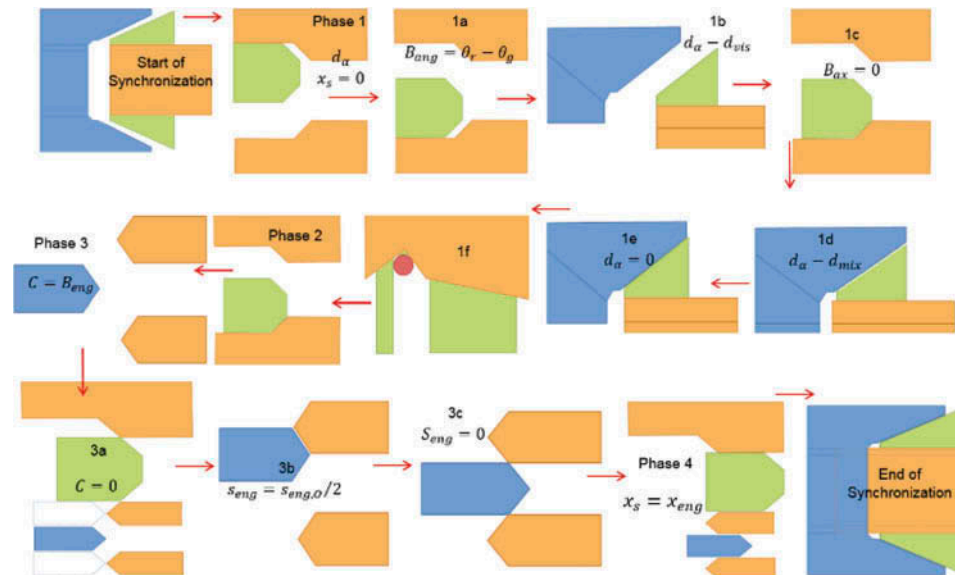 Start of
Synchronization
Phase 1
d_α
x_s = 0
1a
B_ang = θ_r − θ_g
1b
d_α − d_vis
1c
B_ax = 0
1d
d_α − d_mix
1e
d_α = 0
1f
Phase 2
Phase 3
C = B_eng
3a
C = 0
3b
s_eng = s_eng,O/2
3c
S_eng = 0
Phase 4
x_s = x_eng
End of
Synchronization